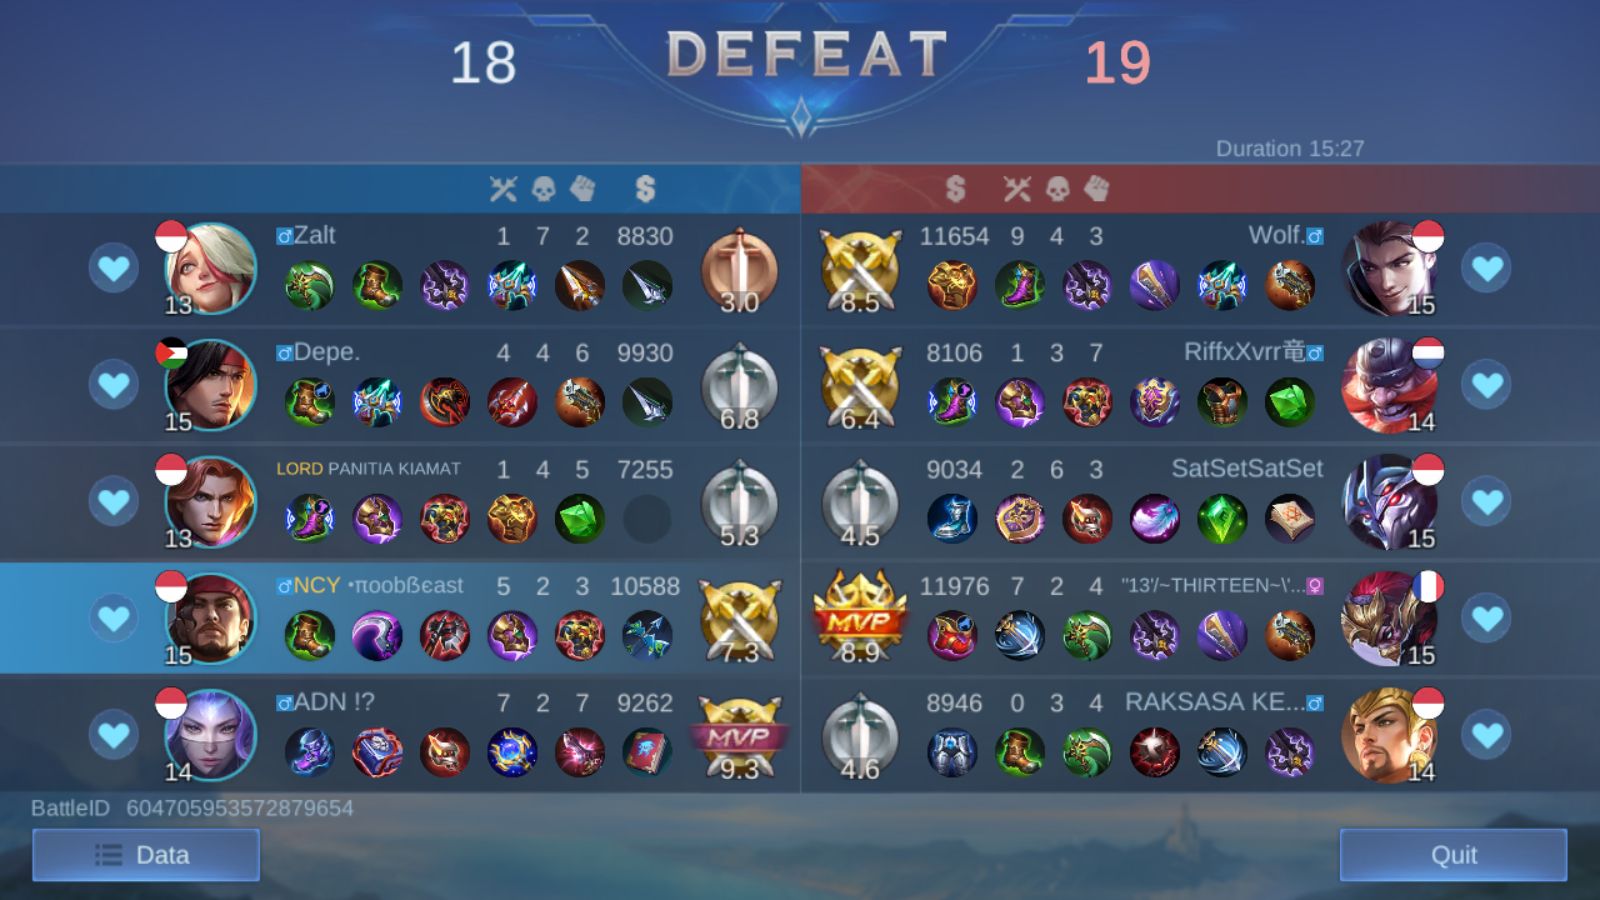 18 DEFEAT 19
Duration 15:27
Zalt 1 7 2 8830
13 3.0
11654 9 4 3 Wolf.
8.5 15
Depe. 4 4 6 9930
15 6.8
8106 1 3 7 RiffxXvrr竜
6.4 14
LORD PANITIA KIAMAT 1 4 5 7255
13 5.3
9034 2 6 3 SatSetSatSet
4.5 15
NCY •πoobßєast 5 2 3 10588
15 7.3
11976 7 2 4 "13'/~THIRTEEN~\'...
MVP
8.9 15
ADN !? 7 2 7 9262
MVP
14 9.3
8946 0 3 4 RAKSASA KE...
4.6 14
BattleID 604705953572879654
Data
Quit